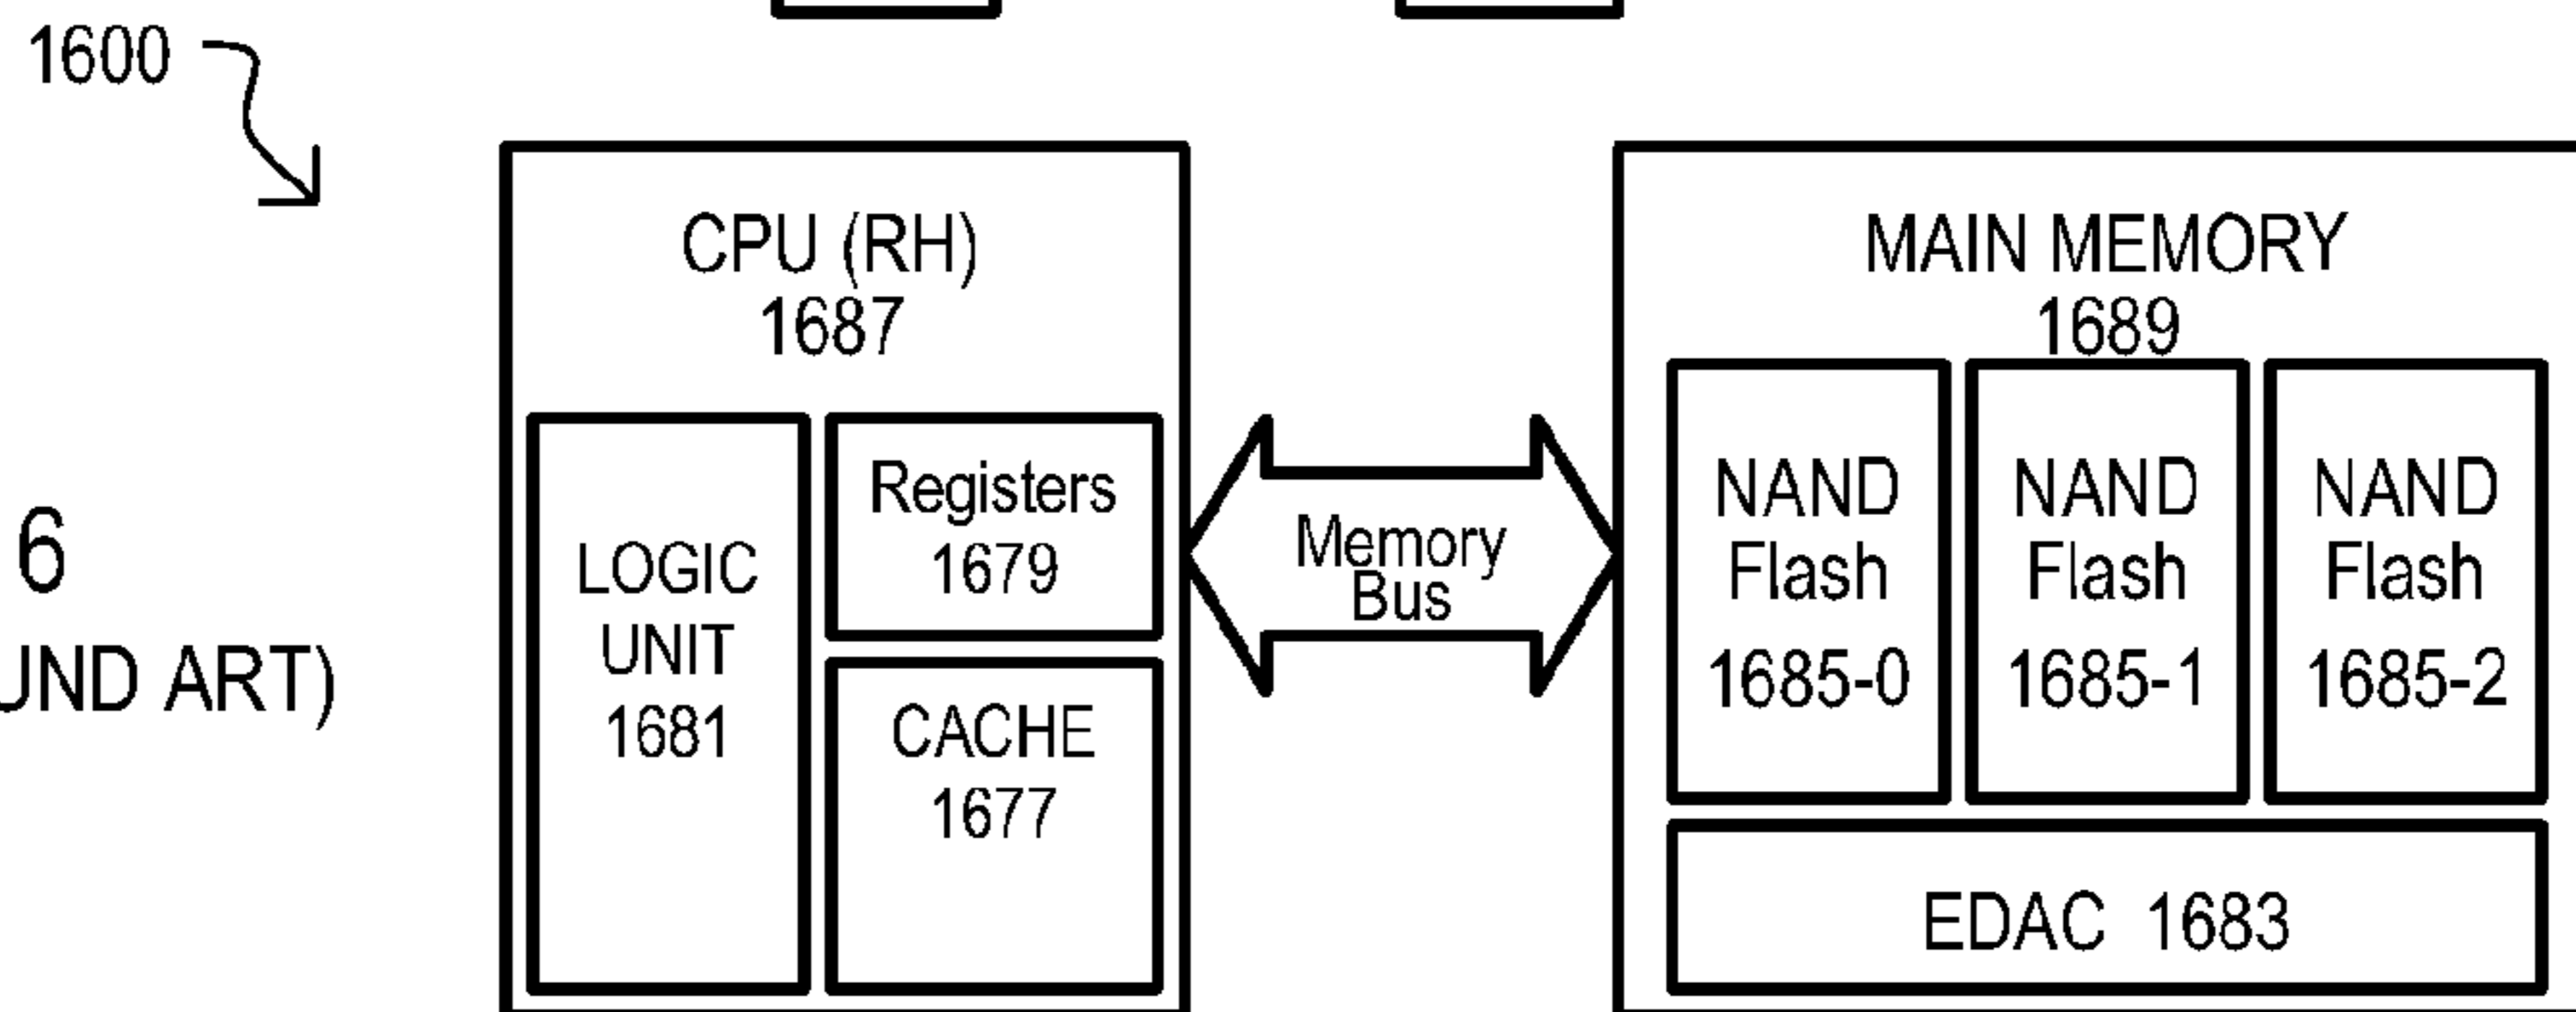 1600
CPU (RH)
1687
LOGIC
UNIT
1681
Registers
1679
CACHE
1677
Memory
Bus
MAIN MEMORY
1689
NAND
Flash
1685-0
NAND
Flash
1685-1
NAND
Flash
1685-2
EDAC 1683
6
UND ART)